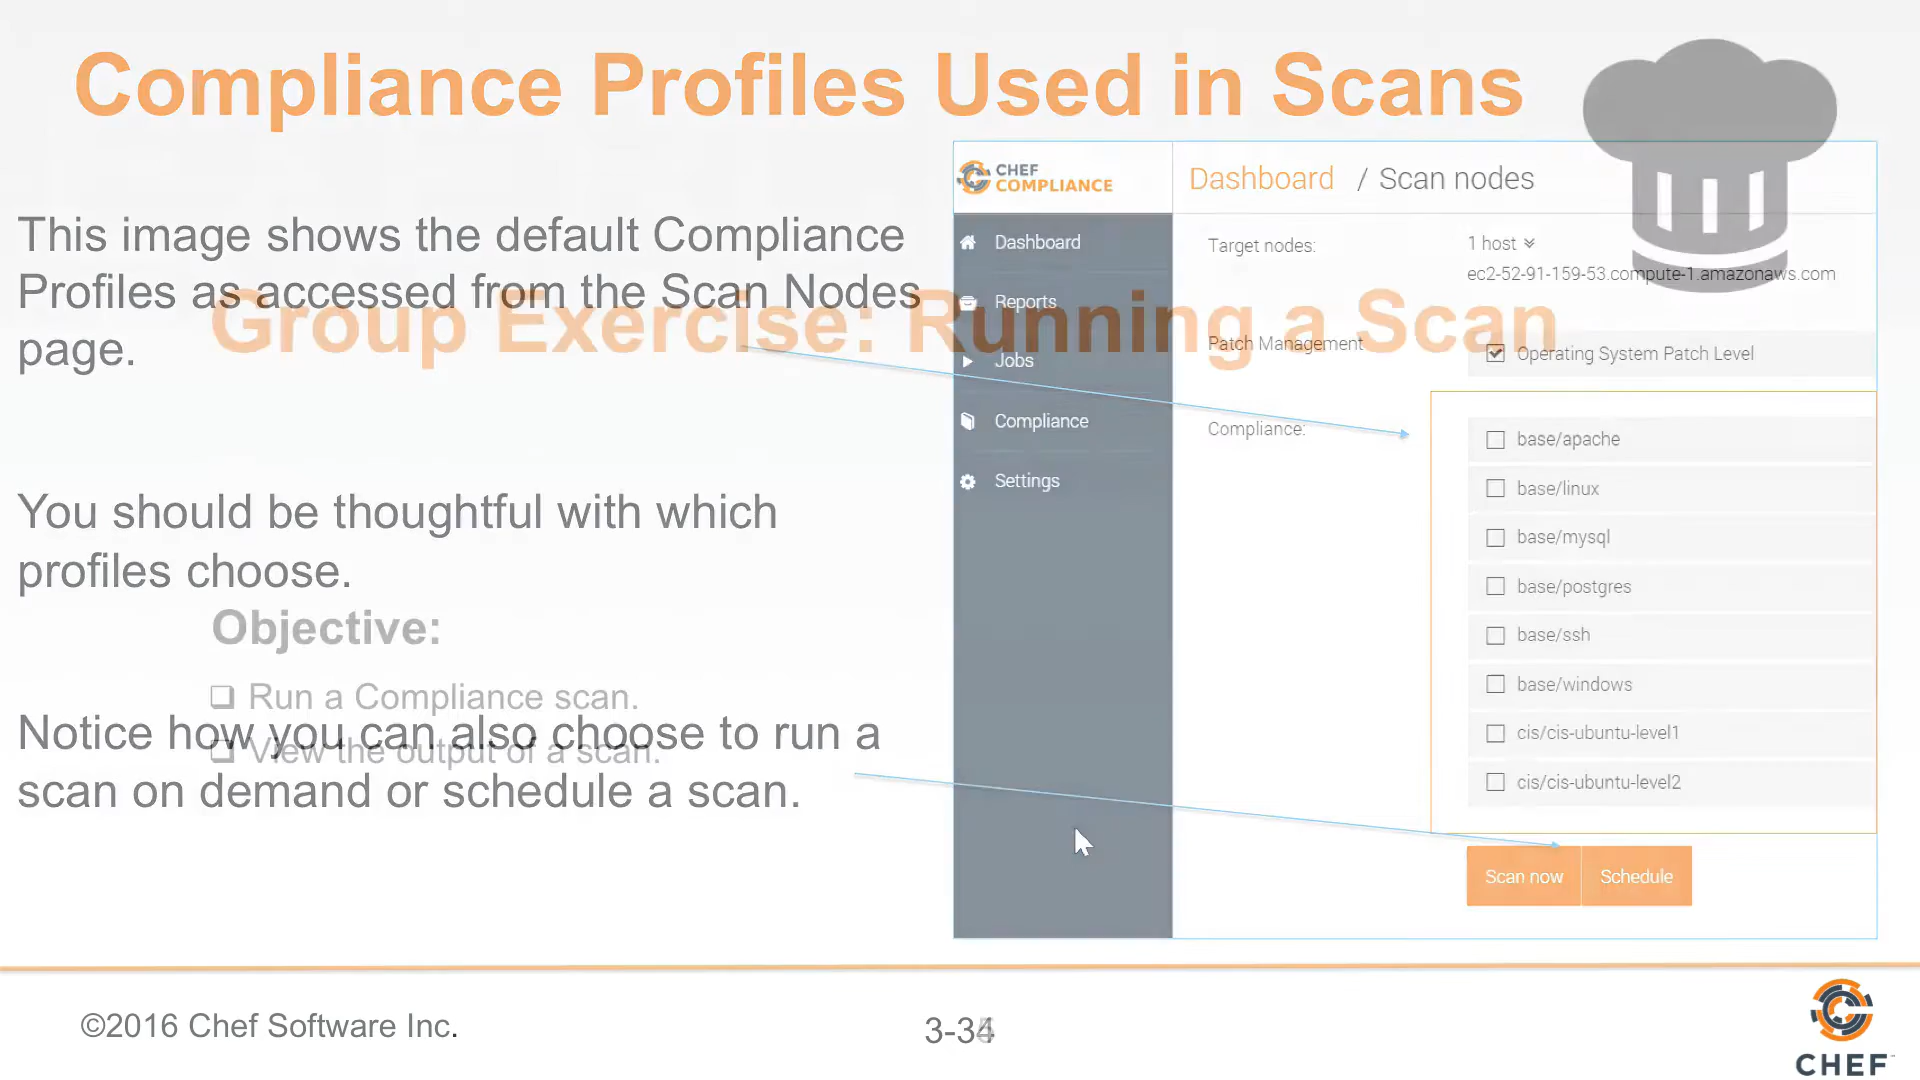 Compliance Profiles Used in Scans
This image shows the default Compliance
Profiles as accessed from the Scan Nodes
page.
You should be thoughtful with which
profiles choose.
Notice how you can also choose to run a
scan on demand or schedule a scan.
Group Exercise: Running a Scan
Objective:
❑ Run a Compliance scan.
❑ View the output of a scan.
CHEF
COMPLIANCE
Dashboard / Scan nodes
Dashboard
Reports
Jobs
Compliance
Settings
Target nodes:
1 host
ec2-52-91-159-53.compute-1.amazonaws.com
Patch Management
Operating System Patch Level
Compliance:
base/apache
base/linux
base/mysql
base/postgres
base/ssh
base/windows
cis/cis-ubuntu-level1
cis/cis-ubuntu-level2
Scan now
Schedule
©2016 Chef Software Inc.
CHEF